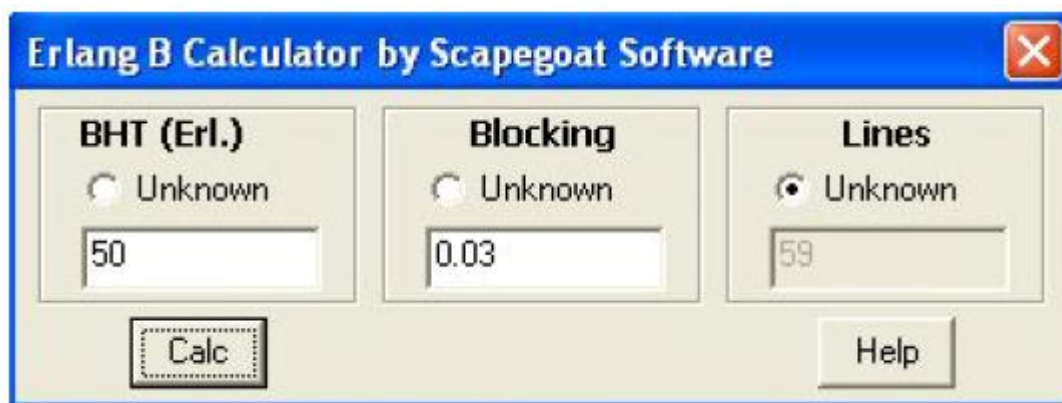 Erlang B Calculator by Scapegoat Software
BHT (Erl.)
Unknown
50
Blocking
Unknown
0.03
Lines
Unknown
59
Calc
Help